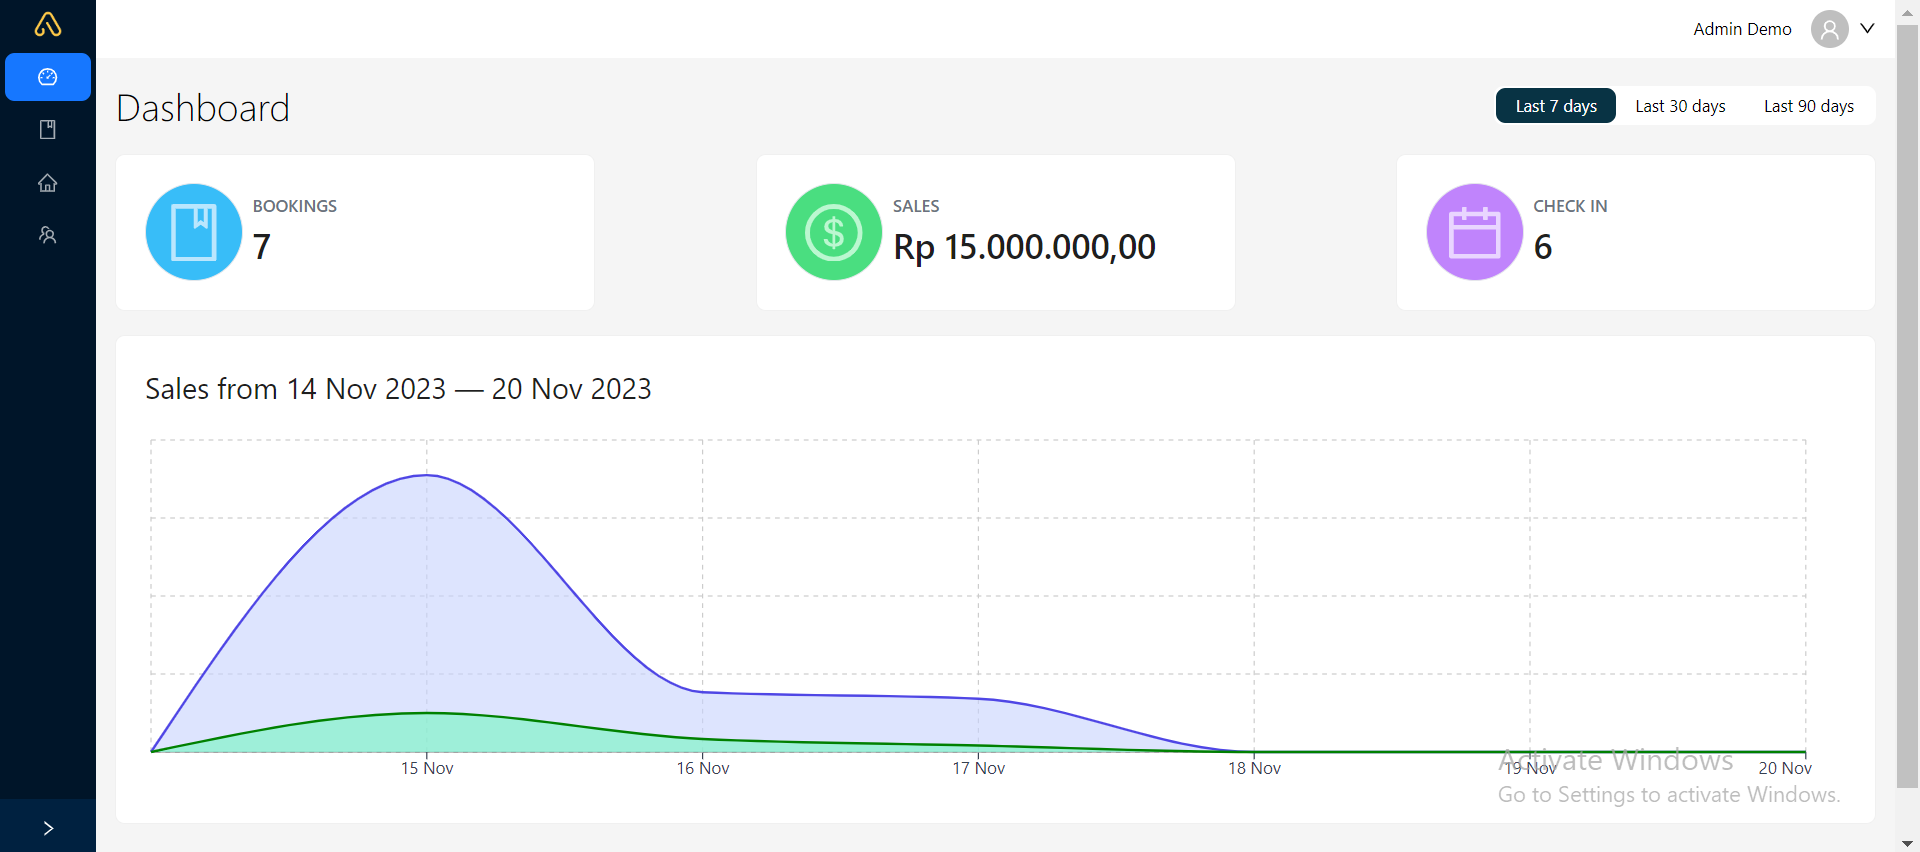 Admin Demo
Dashboard
Last 7 days
Last 30 days
Last 90 days
BOOKINGS
7
SALES
Rp 15.000.000,00
CHECK IN
6
Sales from 14 Nov 2023 — 20 Nov 2023
15 Nov
16 Nov
17 Nov
18 Nov
19 Nov
20 Nov
Activate Windows
Go to Settings to activate Windows.